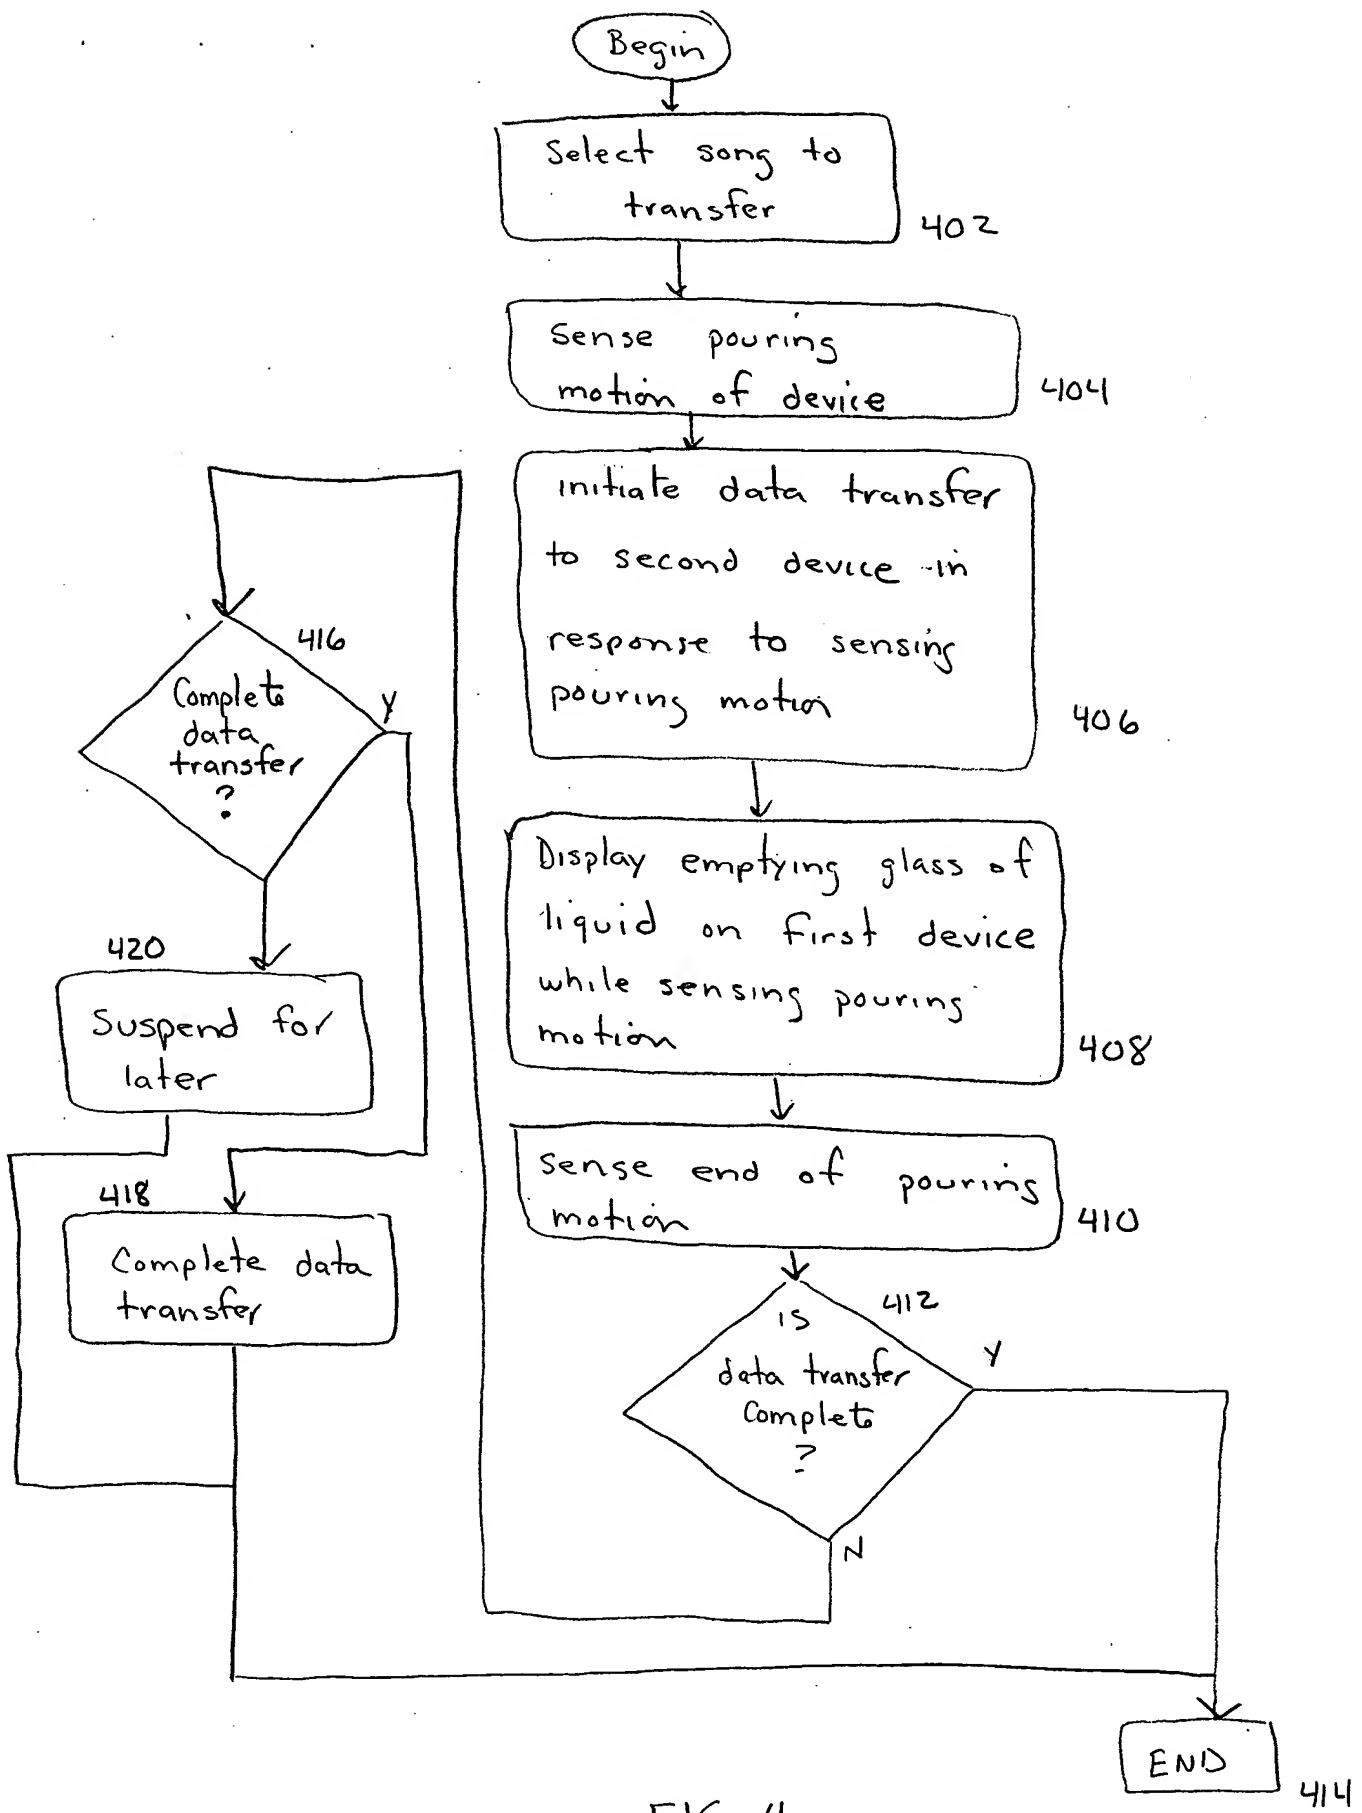 Begin
Select song to
transfer
402
Sense pouring
motion of device
404
initiate data transfer
to second device in
response to sensing
pouring motion
406
Display emptying glass of
liquid on first device
while sensing pouring
motion
408
sense end of pouring
motion
410
412
is
data transfer
Complete
?
Y
N
416
Complete
data
transfer
?
Y
420
Suspend for
later
418
Complete data
transfer
END
414
FIG. 4